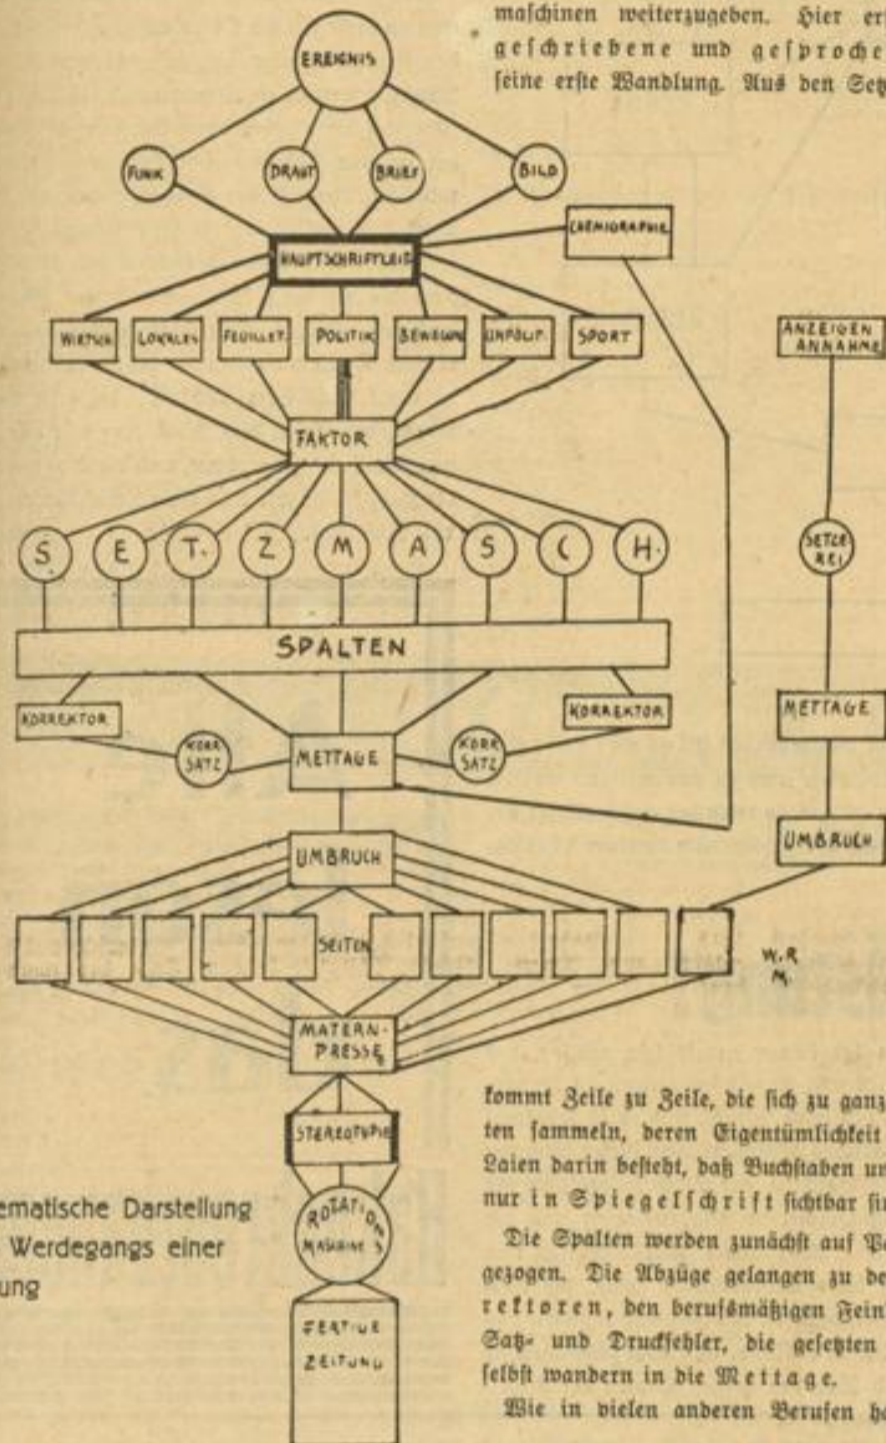 maſchinen weiterzugeben. Hier er
geſchriebene und geſproche
ſeine erſte Wandlung. Aus den Setz
EREIGNIS
FUNK DRAHT BRIEF BILD
CHEMIGRAPHIE
HAUPTSCHRIFTLEIT
WIRTSCH. LOKALES FEUILLET. POLITIK BEWEGUN UNPOLIT. SPORT
ANZEIGEN
ANNAHME
FAKTOR
S E T. Z M A S C H.
SETZE
REI
SPALTEN
KORREKTOR KORREKTOR
METTAGE
KORR
SATZ
METTAGE
KORR
SATZ
UMBRUCH
UMBRUCH
SEITEN
W.R
M.
MATERN-
PRESSE
STEREOTYPIE
ROTATIONS
MASCHINE
FERTIGE
ZEITUNG
ematische Darstellung
Werdegangs einer
ung
kommt Zeile zu Zeile, die ſich zu ganz
ten ſammeln, deren Eigentümlichkeit
Laien darin beſteht, daß Buchſtaben un
nur in Spiegelſchrift ſichtbar ſin
Die Spalten werden zunächſt auf Pa
gezogen. Die Abzüge gelangen zu de
rektoren, den berufsmäßigen Fein
Satz- und Druckfehler, die geſetzten
ſelbſt wandern in die Mettage.
Wie in vielen anderen Berufen ha